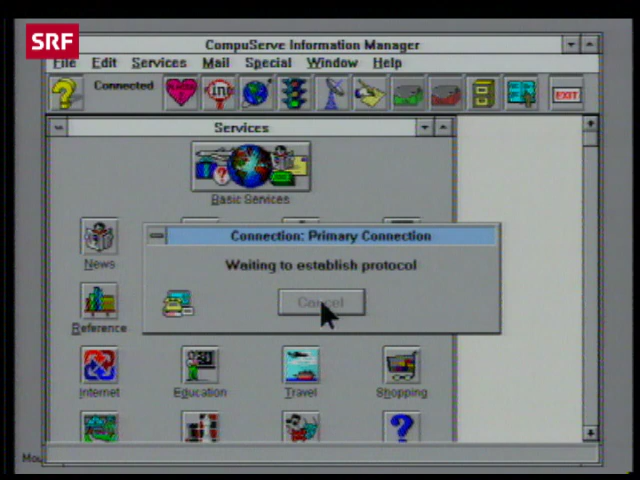 SRF
CompuServe Information Manager
File Edit Services Mail Special Window Help
? Connected
EXIT
Services
?
Basic Services
Connection: Primary Connection
Waiting to establish protocol
Cancel
News
Reference
Internet
Education
Travel
Shopping
?
Mou